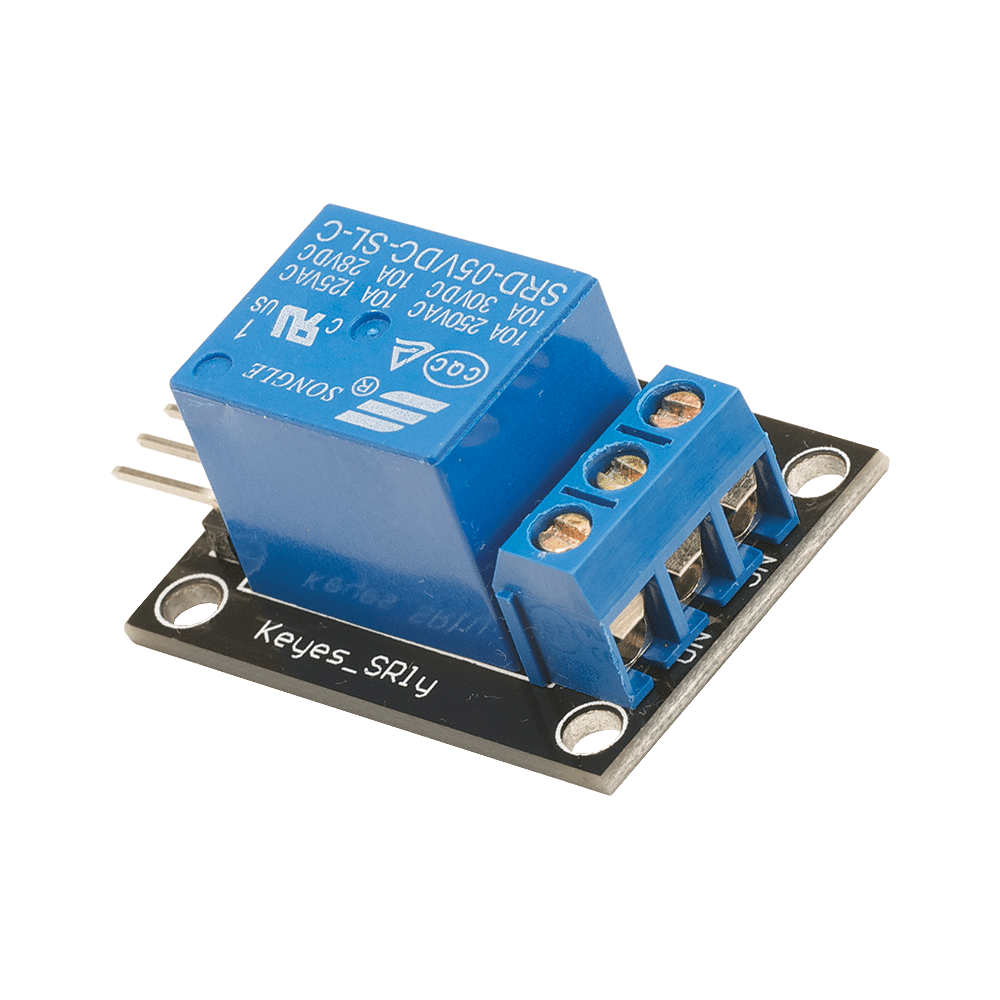 SRD-05VDC-SL-C
10A 30VDC 10A 28VDC
10A 250VAC 10A 125VAC
CQC C US 1
® SONGLE
Keyes_SR1y